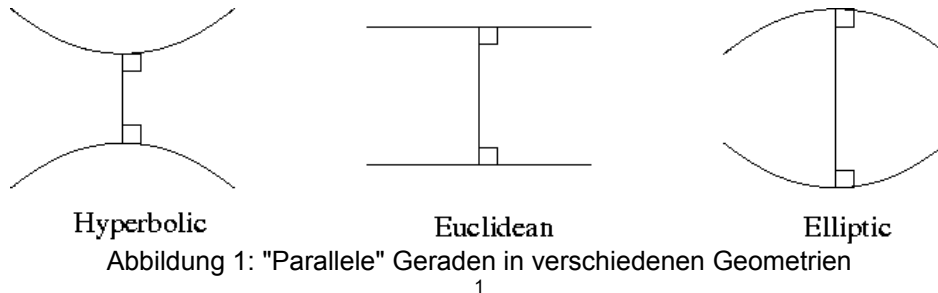 Hyperbolic Euclidean Elliptic
Abbildung 1: "Parallele" Geraden in verschiedenen Geometrien
1